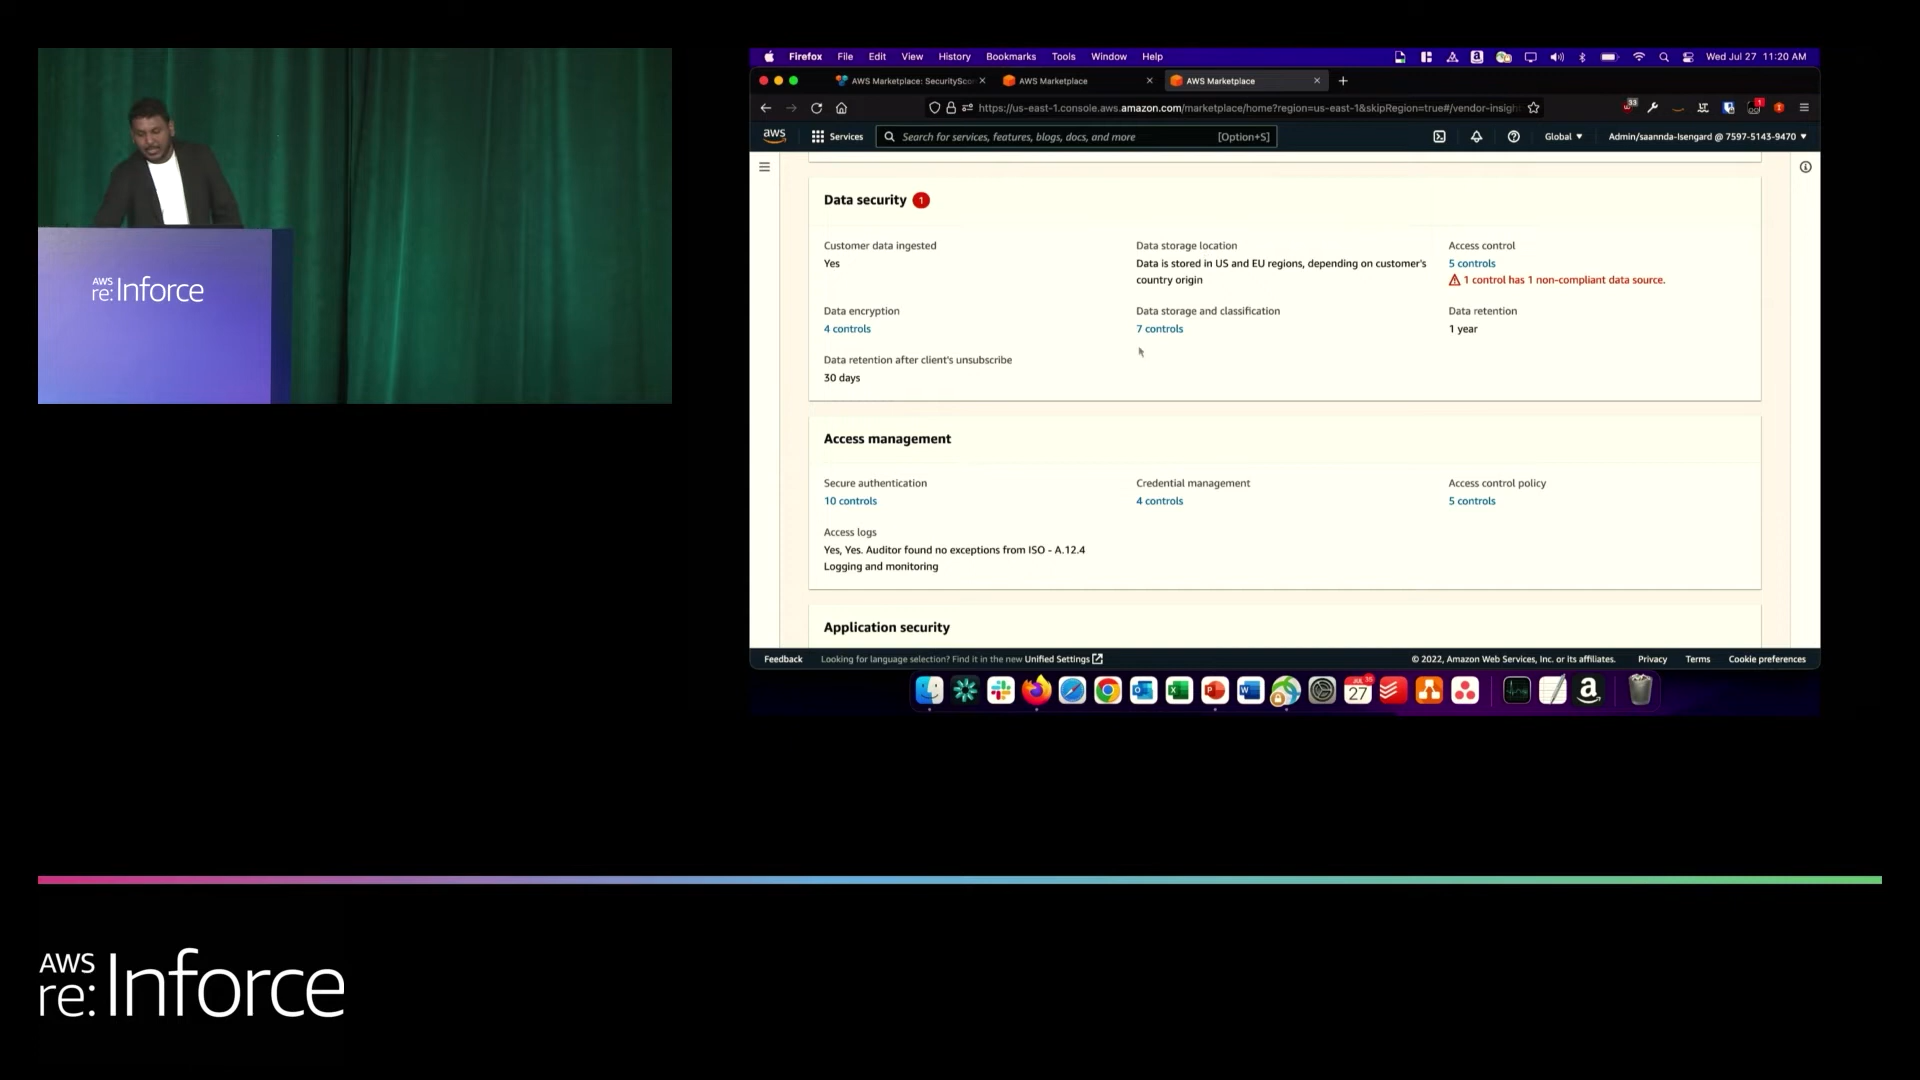 AWS
re:Inforce
Firefox File Edit View History Bookmarks Tools Window Help
Wed Jul 27 11:20 AM
AWS Marketplace: SecuritySco
AWS Marketplace
AWS Marketplace
https://us-east-1.console.aws.amazon.com/marketplace/home?region=us-east-1&skipRegion=true#/vendor-insigh
33
1
aws
Services
Search for services, features, blogs, docs, and more
[Option+S]
Global
Admin/saannda-Isengard @ 7597-5143-9470
Data security 1
Customer data ingested
Yes
Data storage location
Data is stored in US and EU regions, depending on customer's
country origin
Access control
5 controls
1 control has 1 non-compliant data source.
Data encryption
4 controls
Data storage and classification
7 controls
Data retention
1 year
Data retention after client's unsubscribe
30 days
Access management
Secure authentication
10 controls
Credential management
4 controls
Access control policy
5 controls
Access logs
Yes, Yes. Auditor found no exceptions from ISO - A.12.4
Logging and monitoring
Application security
Feedback
Looking for language selection? Find it in the new Unified Settings
© 2022, Amazon Web Services, Inc. or its affiliates.
Privacy
Terms
Cookie preferences
27
AWS
re:Inforce